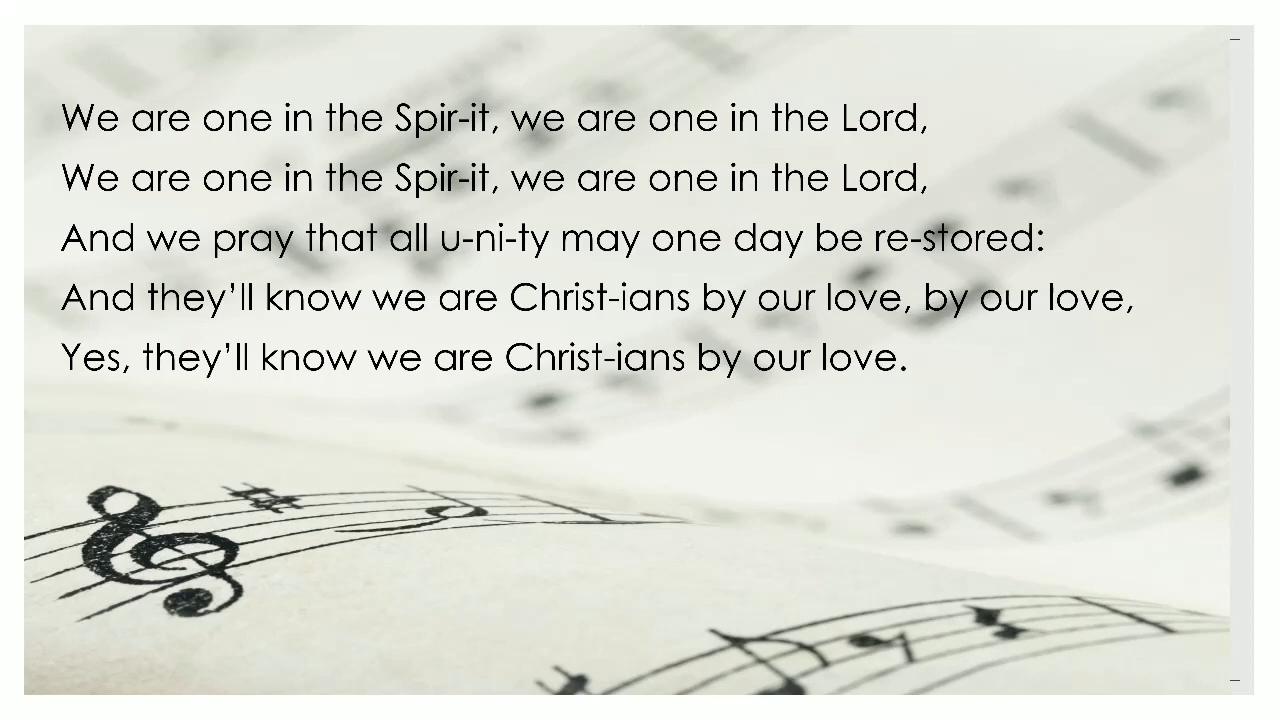 We are one in the Spir-it, we are one in the Lord,
We are one in the Spir-it, we are one in the Lord,
And we pray that all u-ni-ty may one day be re-stored:
And they’ll know we are Christ-ians by our love, by our love,
Yes, they’ll know we are Christ-ians by our love.